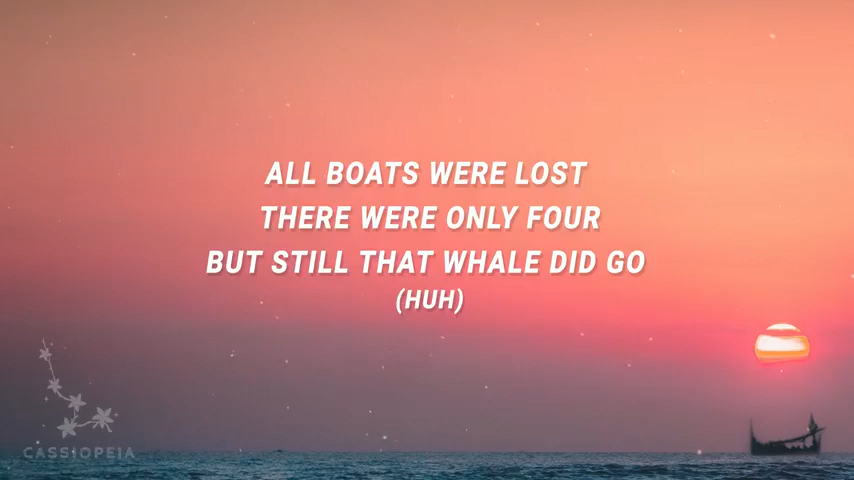 ALL BOATS WERE LOST
THERE WERE ONLY FOUR
BUT STILL THAT WHALE DID GO
(HUH)
CASSIOPEIA